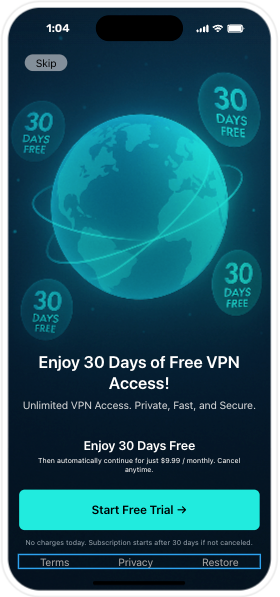 1:04
Skip
30
DAYS
FREE
30
DAYS
FREE
30
DAYS
FREE
30
DAYS
FREE
Enjoy 30 Days of Free VPN
Access!
Unlimited VPN Access. Private, Fast, and Secure.
Enjoy 30 Days Free
Then automatically continue for just $9.99 / monthly. Cancel
anytime.
Start Free Trial →
No charges today. Subscription starts after 30 days if not canceled.
Terms Privacy Restore